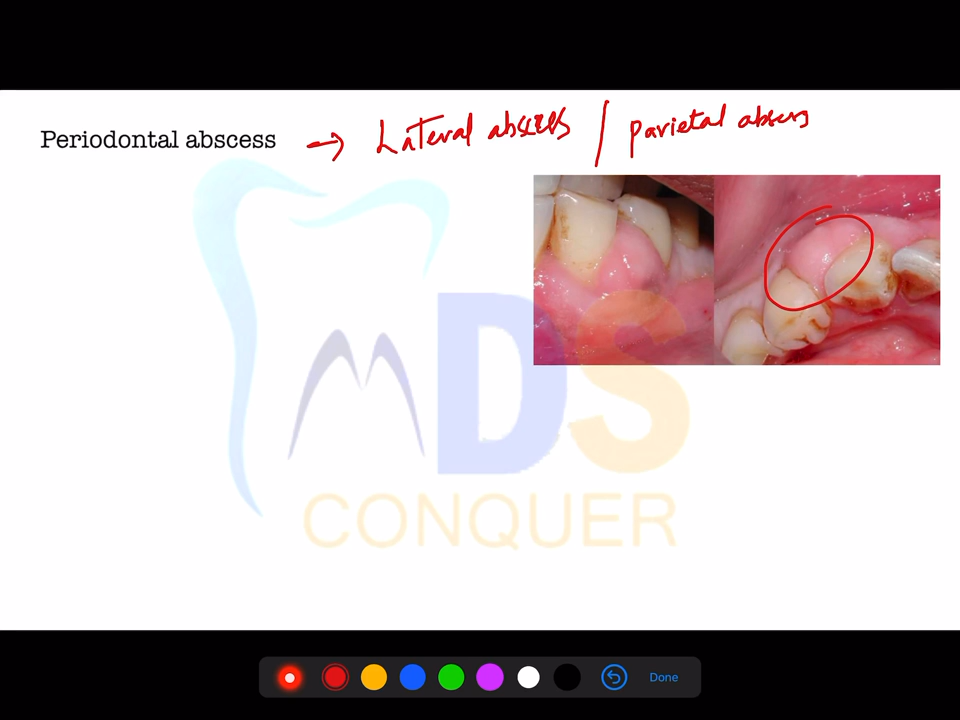 Periodontal abscess → Lateral abscess / parietal abscess
MDS
CONQUER
Done